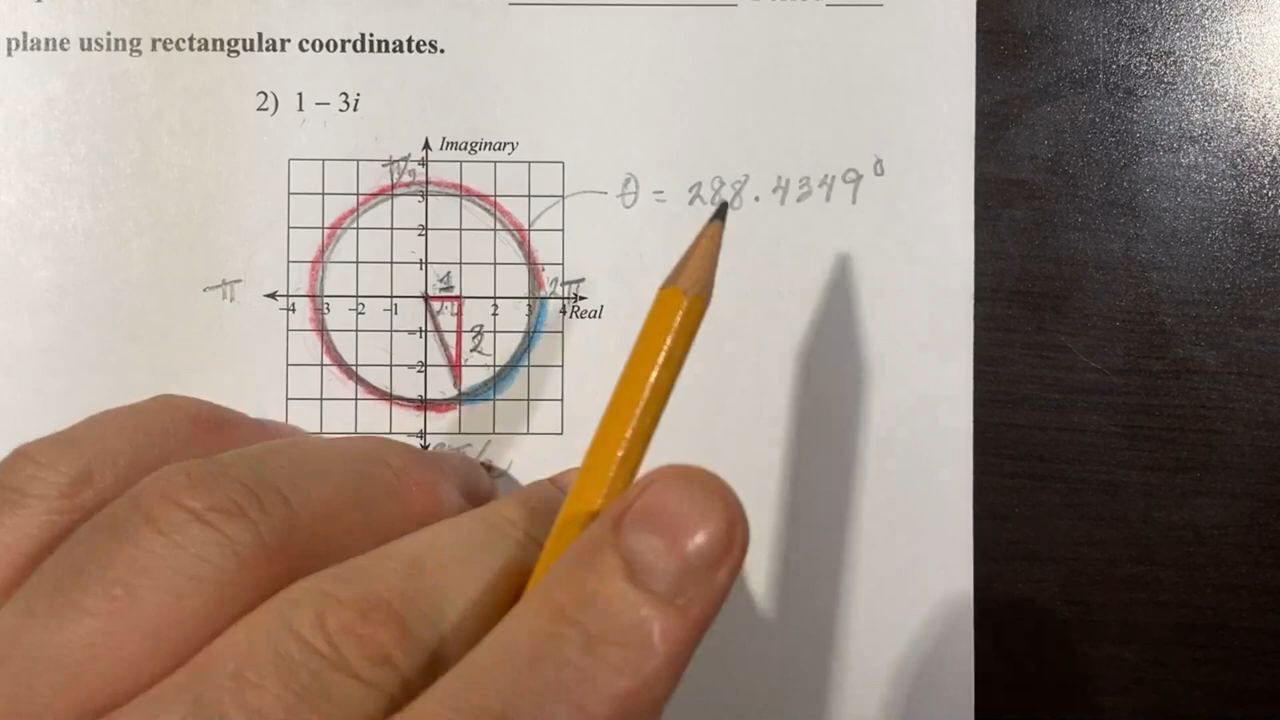 plane using rectangular coordinates.
2) 1 – 3i
Imaginary
π/2
4
3
θ = 288.4349°
2
1
1
π
2π
–4 –3 –2 –1 2 3 4 Real
–1
3
–2
–3
–4